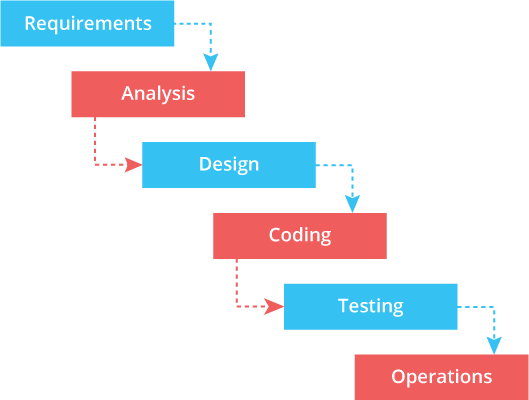 Requirements
Analysis
Design
Coding
Testing
Operations